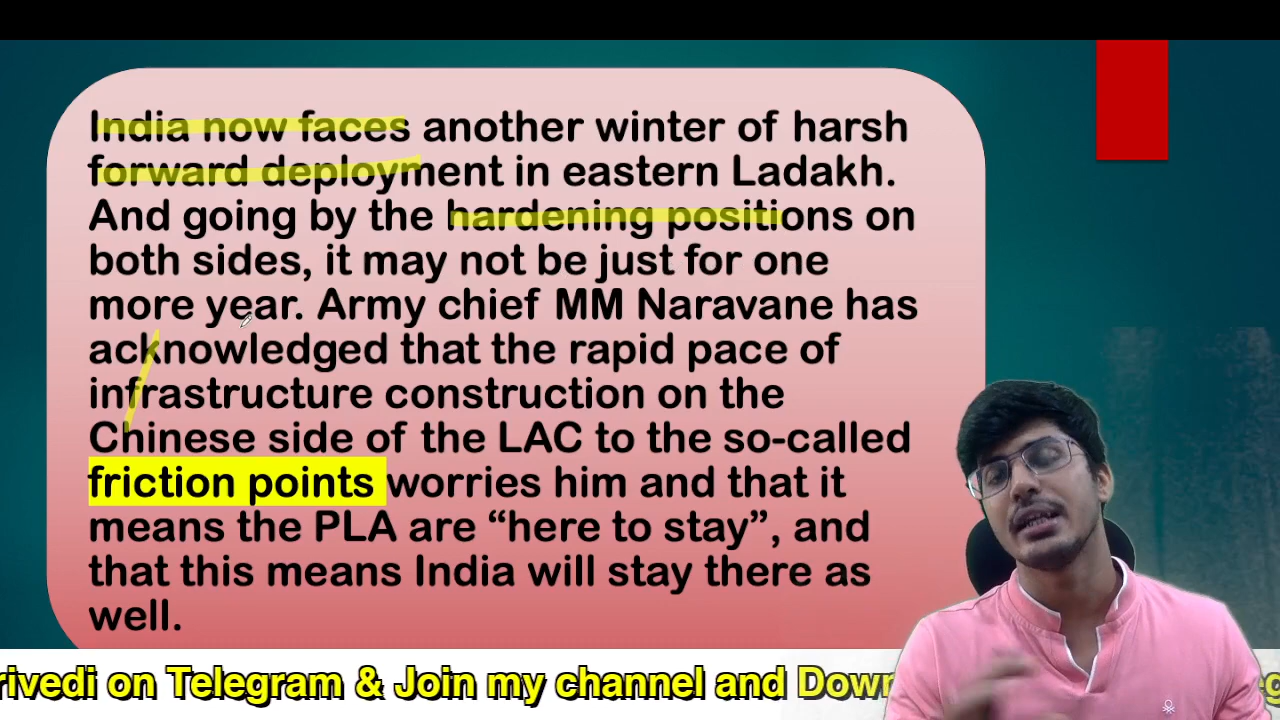 India now faces another winter of harsh
forward deployment in eastern Ladakh.
And going by the hardening positions on
both sides, it may not be just for one
more year. Army chief MM Naravane has
acknowledged that the rapid pace of
infrastructure construction on the
Chinese side of the LAC to the so-called
friction points worries him and that it
means the PLA are “here to stay”, and
that this means India will stay there as
well.
rivedi on Telegram & Join my channel and Down